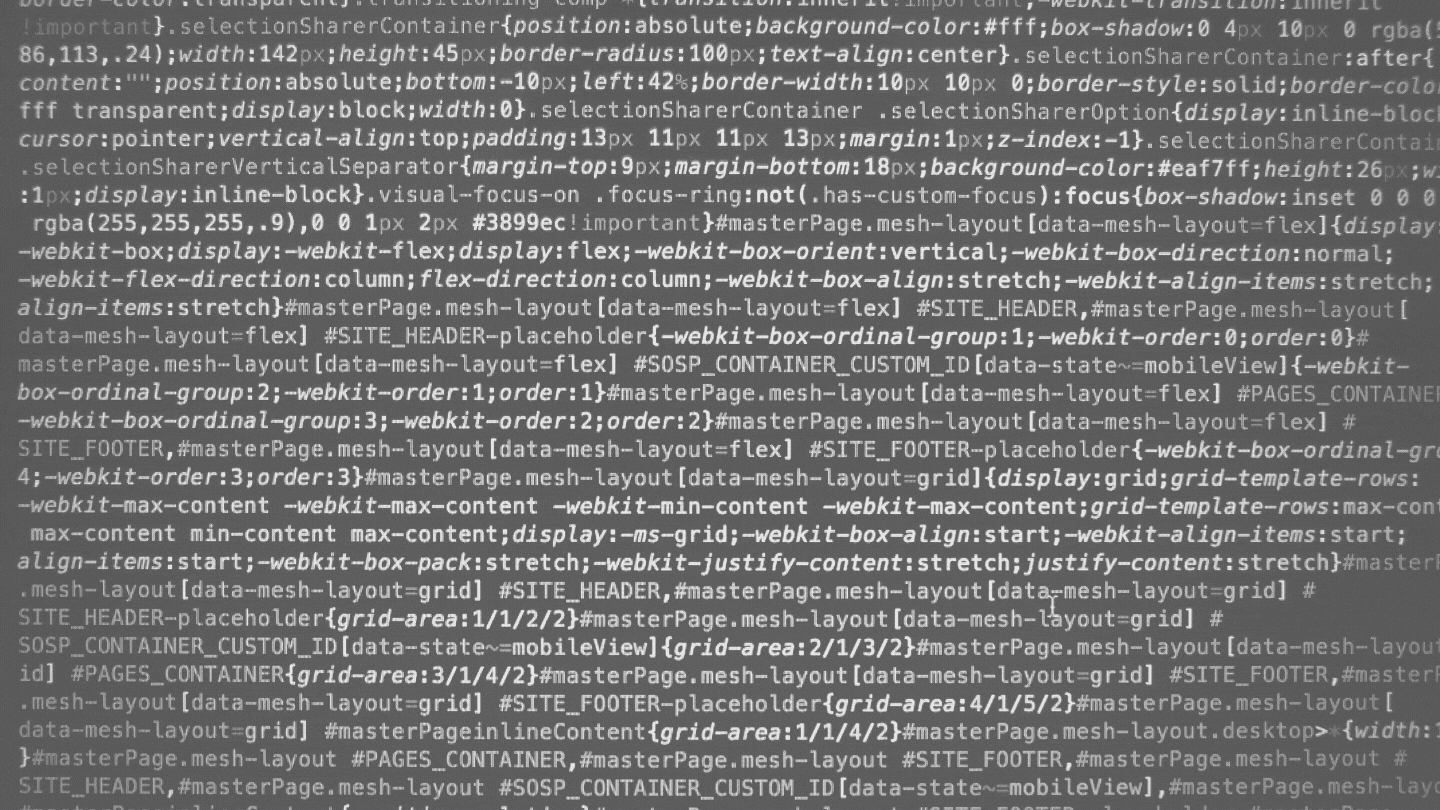 border-color:transparent}.transitioning-comp *{transition:inherit!important;-webkit-transition:inherit
!important}.selectionSharerContainer{position:absolute;background-color:#fff;box-shadow:0 4px 10px 0 rgba(
86,113,.24);width:142px;height:45px;border-radius:100px;text-align:center}.selectionSharerContainer:after{
content:"";position:absolute;bottom:-10px;left:42%;border-width:10px 10px 0;border-style:solid;border-colo
fff transparent;display:block;width:0}.selectionSharerContainer .selectionSharerOption{display:inline-block
cursor:pointer;vertical-align:top;padding:13px 11px 11px 13px;margin:1px;z-index:-1}.selectionSharerContai
.selectionSharerVerticalSeparator{margin-top:9px;margin-bottom:18px;background-color:#eaf7ff;height:26px;wi
:1px;display:inline-block}.visual-focus-on .focus-ring:not(.has-custom-focus):focus{box-shadow:inset 0 0 0
rgba(255,255,255,.9),0 0 1px 2px #3899ec!important}#masterPage.mesh-layout[data-mesh-layout=flex]{display:
-webkit-box;display:-webkit-flex;display:flex;-webkit-box-orient:vertical;-webkit-box-direction:normal;
-webkit-flex-direction:column;flex-direction:column;-webkit-box-align:stretch;-webkit-align-items:stretch;
align-items:stretch}#masterPage.mesh-layout[data-mesh-layout=flex] #SITE_HEADER,#masterPage.mesh-layout[
data-mesh-layout=flex] #SITE_HEADER-placeholder{-webkit-box-ordinal-group:1;-webkit-order:0;order:0}#
masterPage.mesh-layout[data-mesh-layout=flex] #SOSP_CONTAINER_CUSTOM_ID[data-state~=mobileView]{-webkit-
box-ordinal-group:2;-webkit-order:1;order:1}#masterPage.mesh-layout[data-mesh-layout=flex] #PAGES_CONTAINER
-webkit-box-ordinal-group:3;-webkit-order:2;order:2}#masterPage.mesh-layout[data-mesh-layout=flex] #
SITE_FOOTER,#masterPage.mesh-layout[data-mesh-layout=flex] #SITE_FOOTER-placeholder{-webkit-box-ordinal-gro
4;-webkit-order:3;order:3}#masterPage.mesh-layout[data-mesh-layout=grid]{display:grid;grid-template-rows:
-webkit-max-content -webkit-max-content -webkit-min-content -webkit-max-content;grid-template-rows:max-cont
max-content min-content max-content;display:-ms-grid;-webkit-box-align:start;-webkit-align-items:start;
align-items:start;-webkit-box-pack:stretch;-webkit-justify-content:stretch;justify-content:stretch}#masterP
.mesh-layout[data-mesh-layout=grid] #SITE_HEADER,#masterPage.mesh-layout[data-mesh-layout=grid] #
SITE_HEADER-placeholder{grid-area:1/1/2/2}#masterPage.mesh-layout[data-mesh-layout=grid] #
SOSP_CONTAINER_CUSTOM_ID[data-state~=mobileView]{grid-area:2/1/3/2}#masterPage.mesh-layout[data-mesh-layout
id] #PAGES_CONTAINER{grid-area:3/1/4/2}#masterPage.mesh-layout[data-mesh-layout=grid] #SITE_FOOTER,#masterP
.mesh-layout[data-mesh-layout=grid] #SITE_FOOTER-placeholder{grid-area:4/1/5/2}#masterPage.mesh-layout[
data-mesh-layout=grid] #masterPageinlineContent{grid-area:1/1/4/2}#masterPage.mesh-layout.desktop>*{width:1
}#masterPage.mesh-layout #PAGES_CONTAINER,#masterPage.mesh-layout #SITE_FOOTER,#masterPage.mesh-layout #
SITE_HEADER,#masterPage.mesh-layout #SOSP_CONTAINER_CUSTOM_ID[data-state~=mobileView],#masterPage.mesh-layo